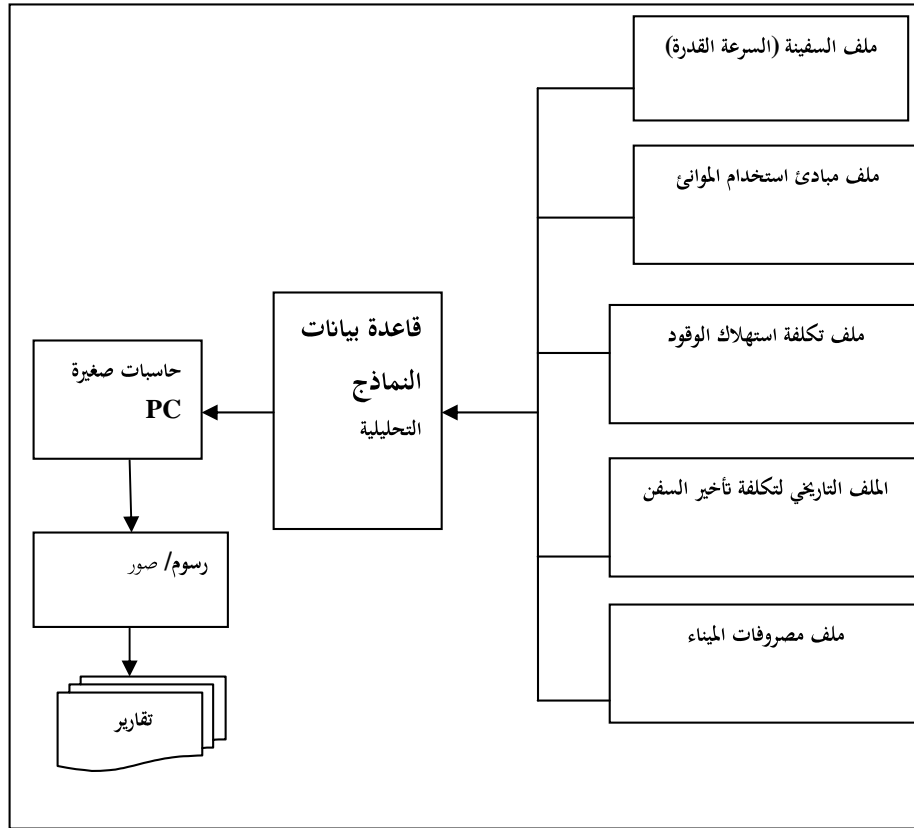 ملف السفينة (السرعة القدرة)
ملف مبادئ استخدام الموانئ
ملف تكلفة استهلاك الوقود
الملف التاريخي لتكلفة تأخير السفن
ملف مصروفات الميناء
قاعدة بيانات
النماذج
التحليلية
حاسبات صغيرة
PC
رسوم/ صور
تقارير